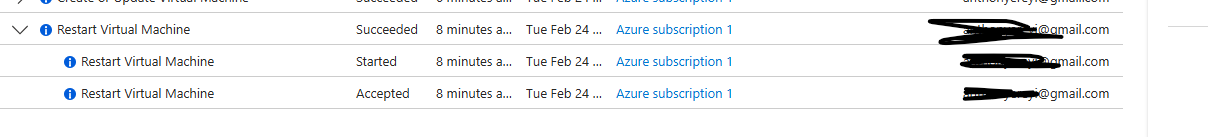 Create or Update Virtual Machine Succeeded
Restart Virtual Machine Succeeded 8 minutes a... Tue Feb 24 ... Azure subscription 1 @gmail.com
Restart Virtual Machine Started 8 minutes a... Tue Feb 24 ... Azure subscription 1 @gmail.com
Restart Virtual Machine Accepted 8 minutes a... Tue Feb 24 ... Azure subscription 1 @gmail.com